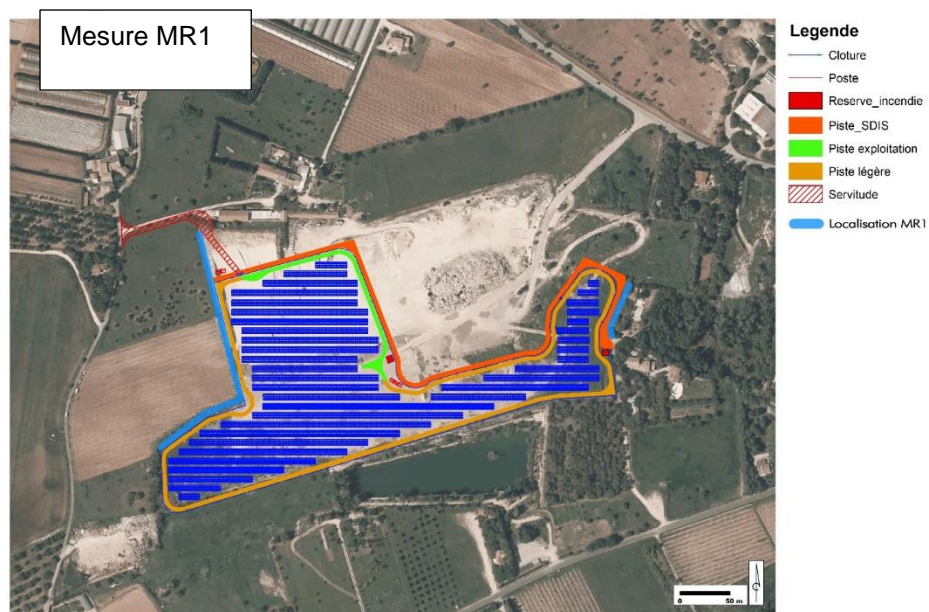 Mesure MR1
Legende
Cloture
Poste
Reserve_incendie
Piste_SDIS
Piste exploitation
Piste légère
Servitude
Localisation MR1
0 50 m